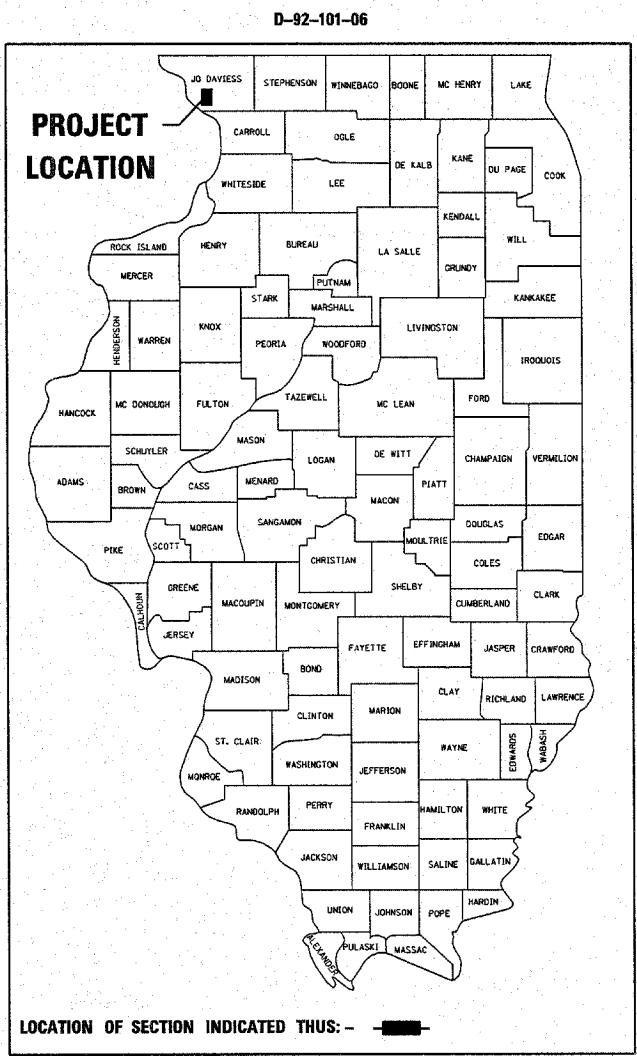 D-92-101-06
JO DAVIESS STEPHENSON WINNEBAGO BOONE MC HENRY LAKE
PROJECT
LOCATION
CARROLL OGLE
DE KALB KANE DU PAGE COOK
WHITESIDE LEE
KENDALL
ROCK ISLAND HENRY BUREAU LA SALLE WILL
GRUNDY
MERCER PUTNAM
STARK MARSHALL KANKAKEE
HENDERSON WARREN KNOX PEORIA WOODFORD LIVINGSTON
IROQUOIS
HANCOCK MC DONOUGH FULTON TAZEWELL MC LEAN FORD
MASON
SCHUYLER LOGAN DE WITT CHAMPAIGN VERMILION
ADAMS BROWN CASS MENARD PIATT
MACON
MORGAN SANGAMON DOUGLAS
PIKE SCOTT MOULTRIE EDGAR
CHRISTIAN COLES
GREENE SHELBY
CALHOUN MACOUPIN MONTGOMERY CUMBERLAND CLARK
JERSEY
FAYETTE EFFINGHAM JASPER CRAWFORD
BOND
MADISON CLAY RICHLAND LAWRENCE
CLINTON MARION
ST. CLAIR WAYNE EDWARDS WABASH
WASHINGTON JEFFERSON
MONROE
RANDOLPH PERRY HAMILTON WHITE
FRANKLIN
JACKSON WILLIAMSON SALINE GALLATIN
UNION JOHNSON POPE HARDIN
ALEXANDER PULASKI MASSAC
LOCATION OF SECTION INDICATED THUS: -